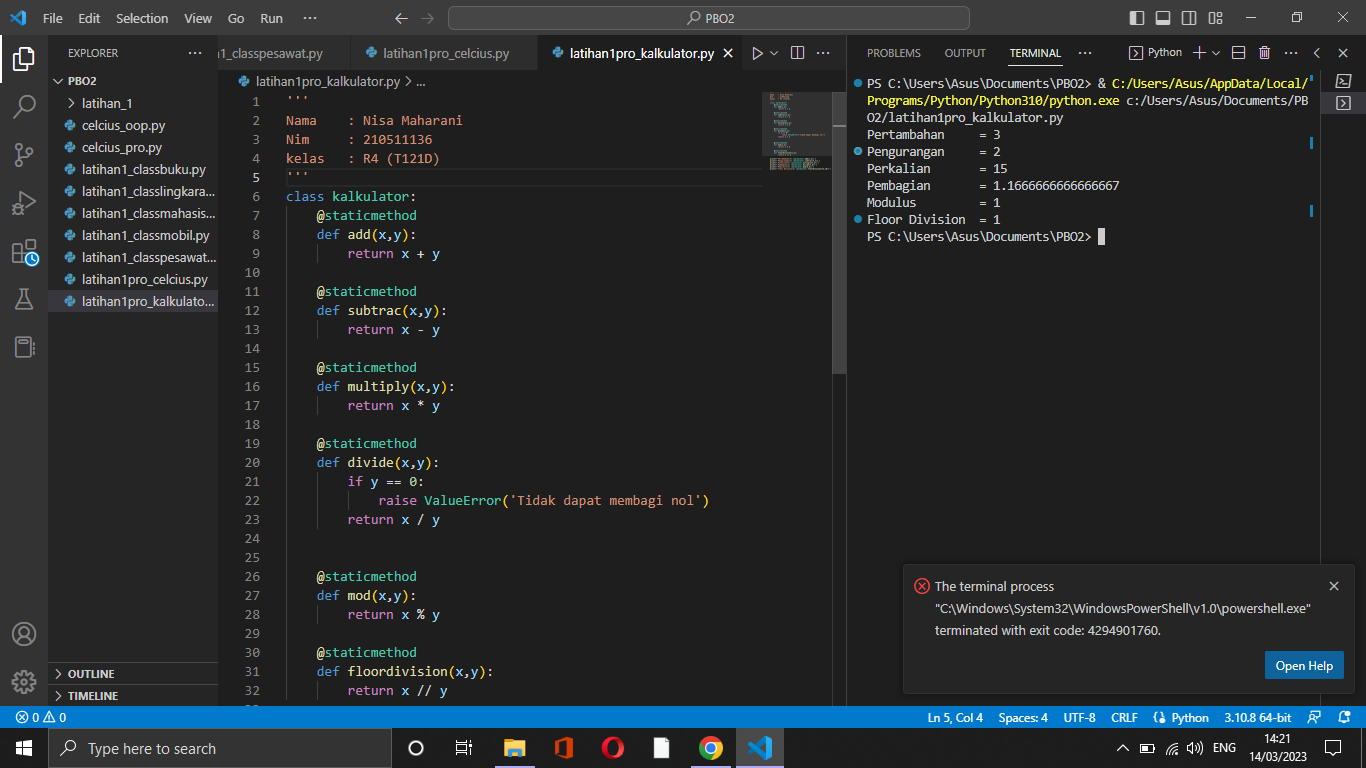 File Edit Selection View Go Run ··· PBO2
EXPLORER ···
PBO2
latihan_1
celcius_oop.py
celcius_pro.py
latihan1_classbuku.py
latihan1_classlingkara...
latihan1_classmahasis...
latihan1_classmobil.py
latihan1_classpesawat...
latihan1pro_celcius.py
latihan1pro_kalkulato...
OUTLINE
TIMELINE
1_classpesawat.py latihan1pro_celcius.py latihan1pro_kalkulator.py ···
latihan1pro_kalkulator.py > ...
1 '''
2 Nama    : Nisa Maharani
3 Nim     : 210511136
4 kelas   : R4 (T121D)
5 '''
6 class kalkulator:
7     @staticmethod
8     def add(x,y):
9         return x + y
10
11     @staticmethod
12     def subtrac(x,y):
13         return x - y
14
15     @staticmethod
16     def multiply(x,y):
17         return x * y
18
19     @staticmethod
20     def divide(x,y):
21         if y == 0:
22             raise ValueError('Tidak dapat membagi nol')
23         return x / y
24
25
26     @staticmethod
27     def mod(x,y):
28         return x % y
29
30     @staticmethod
31     def floordivision(x,y):
32         return x // y
PROBLEMS OUTPUT TERMINAL ··· Python ···
PS C:\Users\Asus\Documents\PBO2> & C:/Users/Asus/AppData/Local/
Programs/Python/Python310/python.exe c:/Users/Asus/Documents/PB
O2/latihan1pro_kalkulator.py
Pertambahan    = 3
Pengurangan    = 2
Perkalian      = 15
Pembagian      = 1.1666666666666667
Modulus        = 1
Floor Division = 1
PS C:\Users\Asus\Documents\PBO2>
The terminal process
"C:\Windows\System32\WindowsPowerShell\v1.0\powershell.exe"
terminated with exit code: 4294901760.
Open Help
0 0 Ln 5, Col 4 Spaces: 4 UTF-8 CRLF Python 3.10.8 64-bit
Type here to search
ENG
14:21
14/03/2023